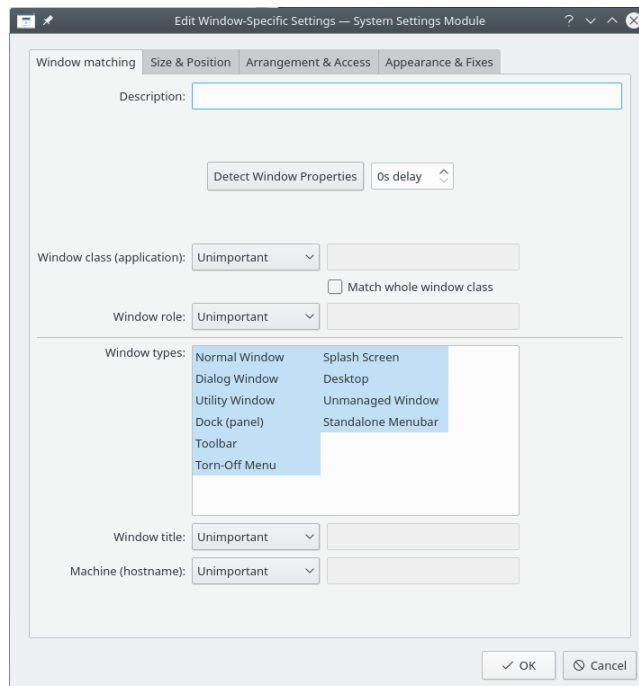 Edit Window-Specific Settings — System Settings Module
Window matching Size & Position Arrangement & Access Appearance & Fixes
Description:
Detect Window Properties 0s delay
Window class (application): Unimportant
Match whole window class
Window role: Unimportant
Window types: Normal Window Splash Screen
Dialog Window Desktop
Utility Window Unmanaged Window
Dock (panel) Standalone Menubar
Toolbar
Torn-Off Menu
Window title: Unimportant
Machine (hostname): Unimportant
OK Cancel